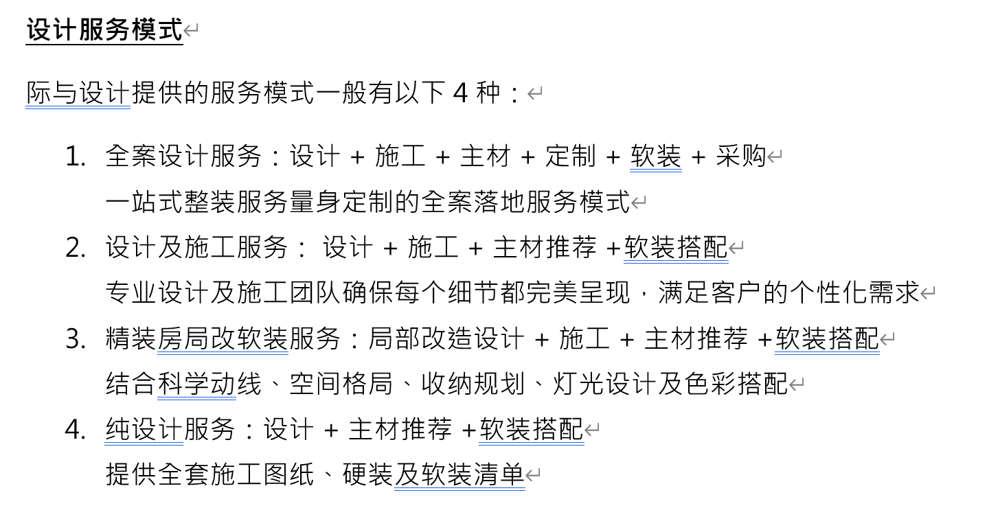 设计服务模式
际与设计提供的服务模式一般有以下 4 种：
1. 全案设计服务：设计 + 施工 + 主材 + 定制 + 软装 + 采购
一站式整装服务量身定制的全案落地服务模式
2. 设计及施工服务： 设计 + 施工 + 主材推荐 +软装搭配
专业设计及施工团队确保每个细节都完美呈现，满足客户的个性化需求
3. 精装房局改软装服务：局部改造设计 + 施工 + 主材推荐 +软装搭配
结合科学动线、空间格局、收纳规划、灯光设计及色彩搭配
4. 纯设计服务：设计 + 主材推荐 +软装搭配
提供全套施工图纸、硬装及软装清单